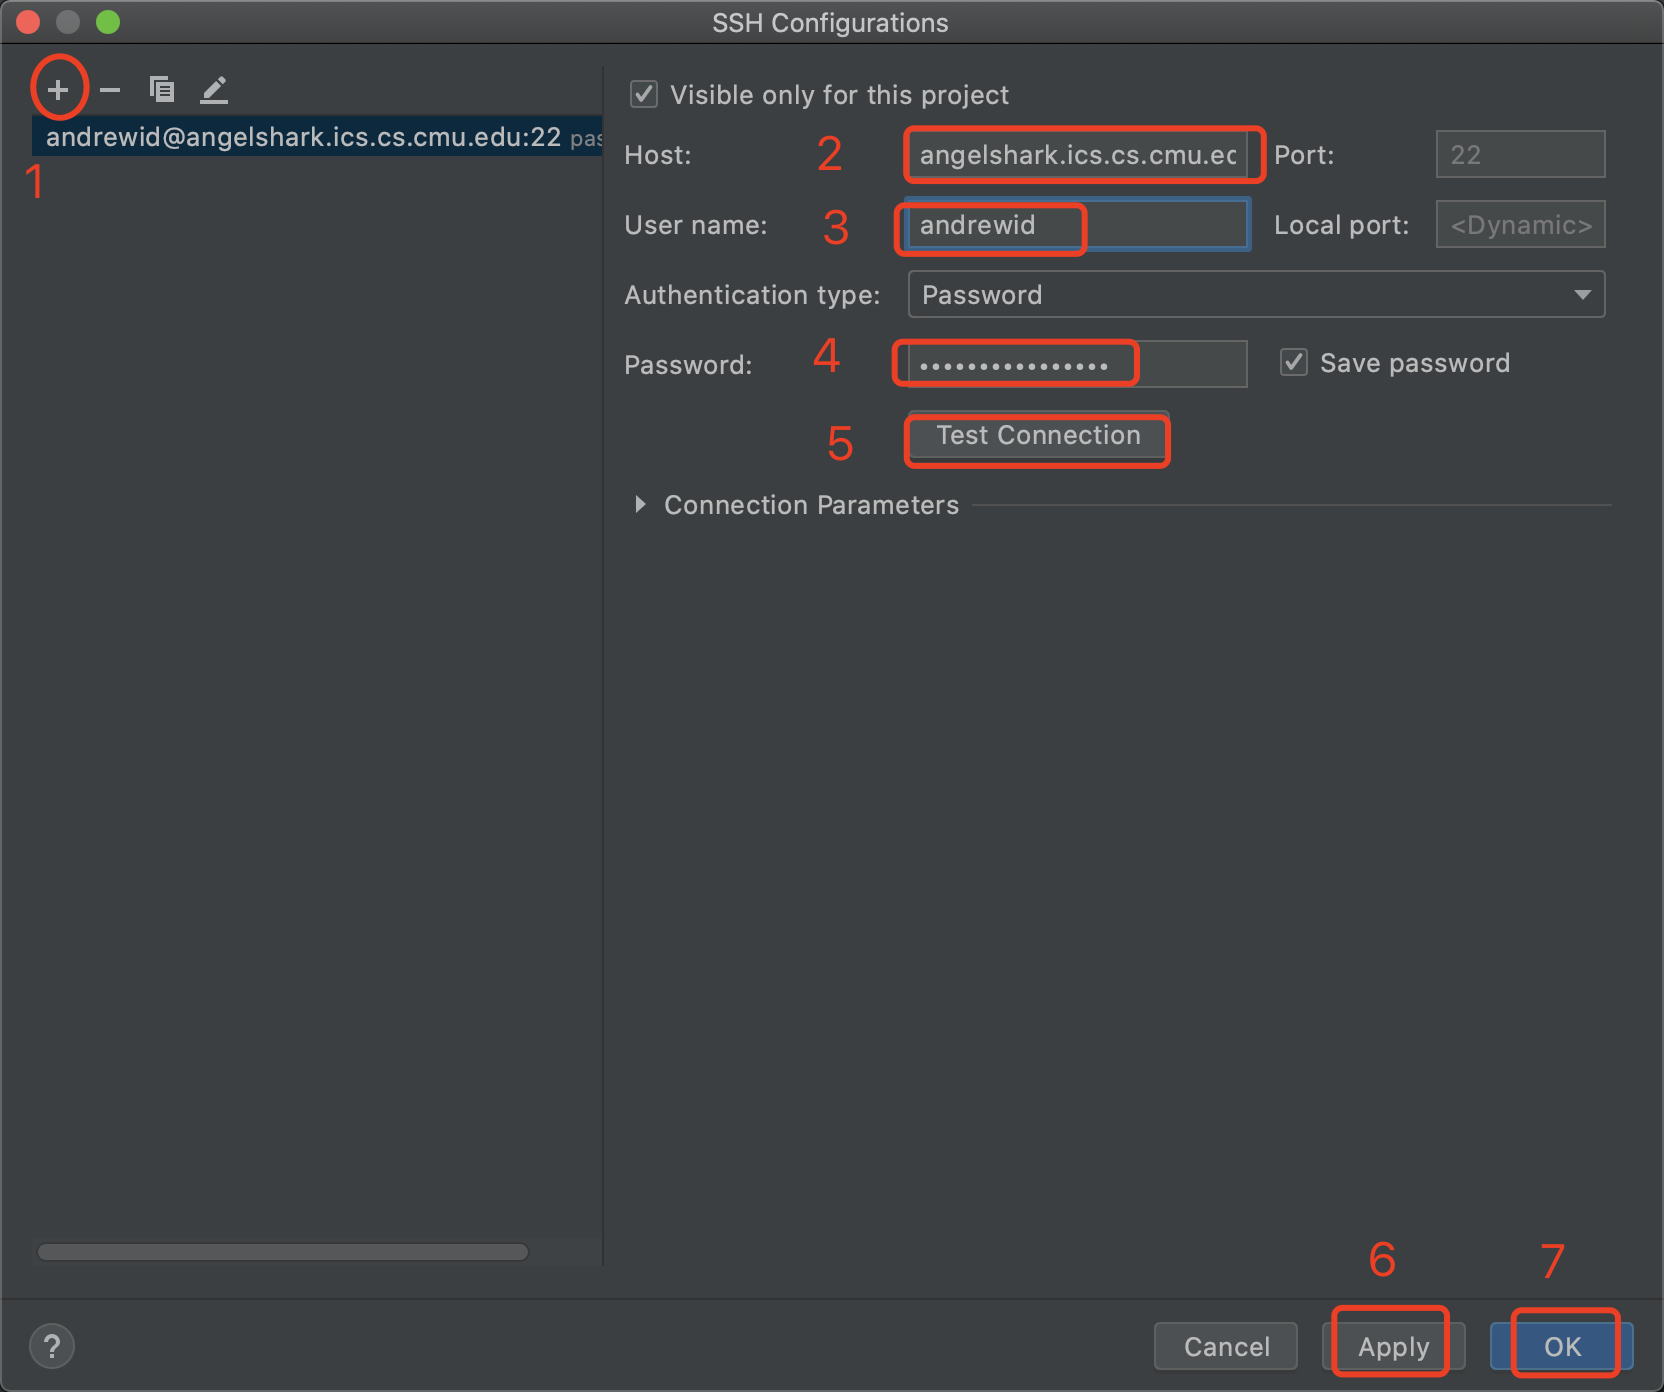 SSH Configurations
andrewid@angelshark.ics.cs.cmu.edu:22 pas
1
Visible only for this project
Host: 2 angelshark.ics.cs.cmu.ec Port: 22
User name: 3 andrewid Local port: <Dynamic>
Authentication type: Password
Password: 4 •••••••••••••••• Save password
5 Test Connection
Connection Parameters
6 7
? Cancel Apply OK